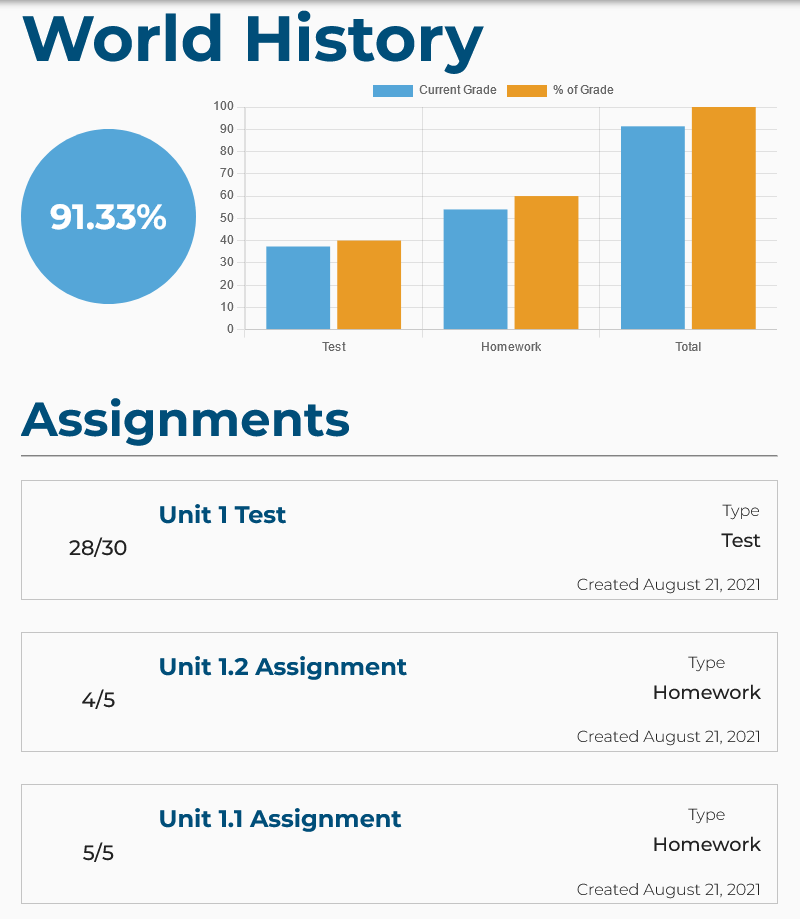 World History
Current Grade % of Grade
91.33%
100
90
80
70
60
50
40
30
20
10
0
Test Homework Total
Assignments
Unit 1 Test
28/30
Type
Test
Created August 21, 2021
Unit 1.2 Assignment
4/5
Type
Homework
Created August 21, 2021
Unit 1.1 Assignment
5/5
Type
Homework
Created August 21, 2021